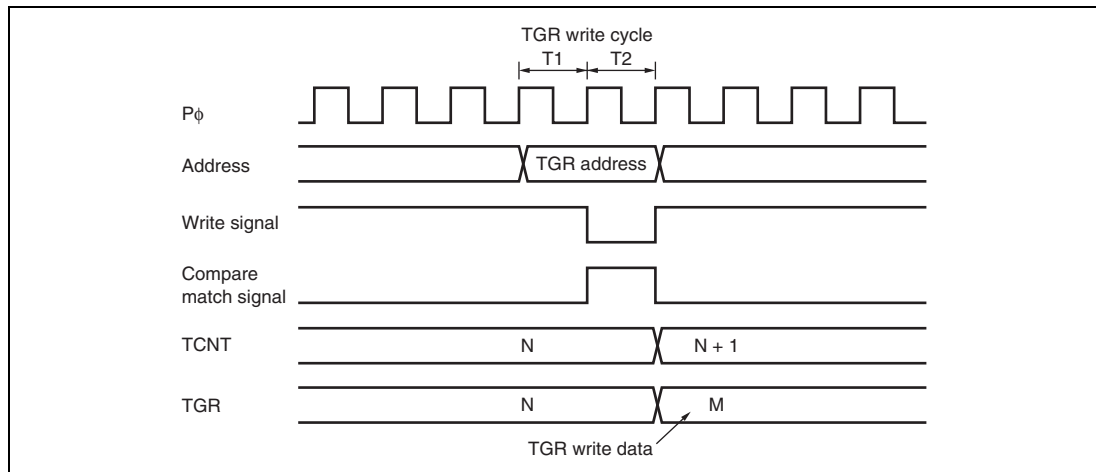 TGR write cycle
T1 T2
Pϕ
Address TGR address
Write signal
Compare
match signal
TCNT N N + 1
TGR N M
TGR write data